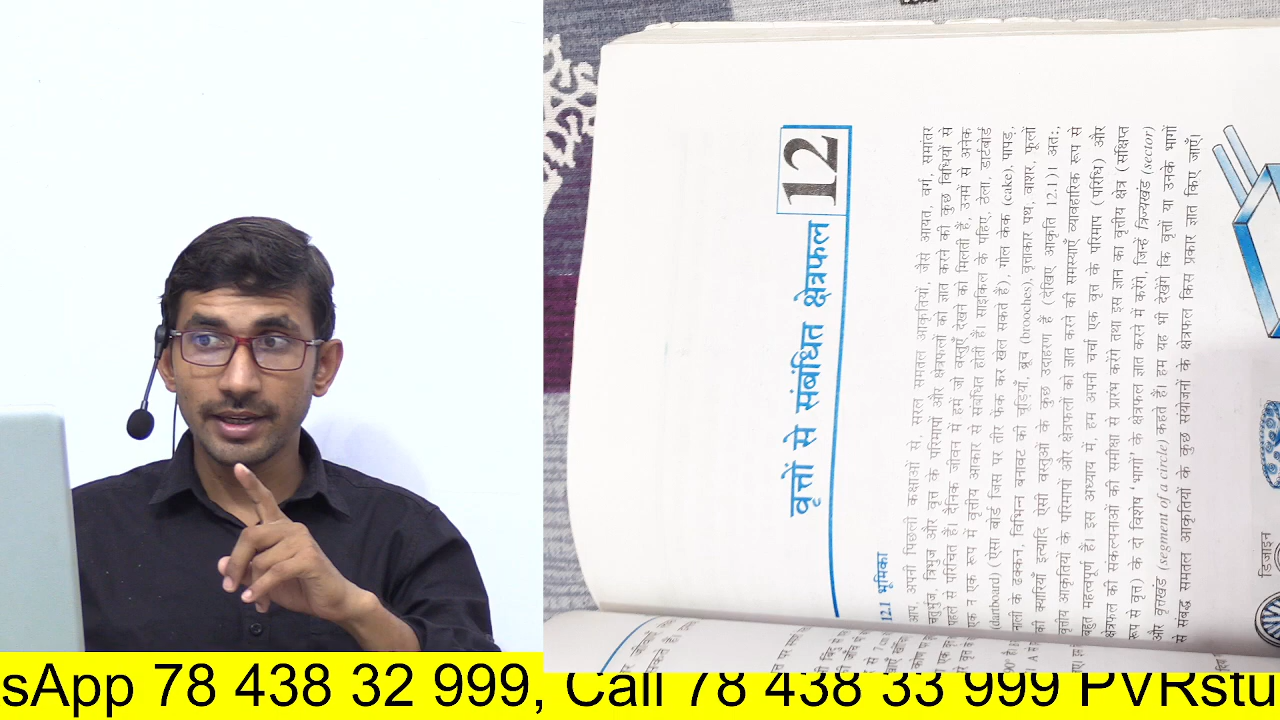 12
वृत्तों से संबंधित क्षेत्रफल
12.1 भूमिका
आप, अपनी पिछली कक्षाओं से, सरल समतल आकृतियों, जैसे आयत, वर्ग, समांतर
चतुर्भुज, त्रिभुज और वृत्त के परिमापों और क्षेत्रफलों को ज्ञात करने की कुछ विधियों से
पहले से परिचित हैं। दैनिक जीवन में हमें जो वस्तुएँ देखने को मिलती हैं, उनमें से अनेक
एक न एक रूप में वृत्तीय आकार से संबंधित होती हैं। साइकिल के पहिए, ठेला, डार्टबोर्ड
(dartboard) (ऐसा बोर्ड जिस पर तीर फेंक कर खेल सकते हैं), गोल केक (cake), पापड़,
नाली के ढक्कन, विभिन्न बनावट की चूड़ियाँ, ब्रूच (brooches), वृत्ताकार पथ, वाशर, फूलों
की क्यारियाँ इत्यादि ऐसी वस्तुओं के कुछ उदाहरण हैं (देखिए आकृति 12.1)। अतः,
वृत्तीय आकृतियों के परिमापों और क्षेत्रफलों को ज्ञात करने की समस्याएँ व्यावहारिक रूप से
बहुत महत्वपूर्ण हैं। इस अध्याय में, हम अपनी चर्चा एक वृत्त के परिमाप (परिधि) और
क्षेत्रफल की संकल्पनाओं की समीक्षा से प्रारंभ करेंगे तथा इस ज्ञान का वृत्तीय क्षेत्र (संक्षिप्त
रूप से वृत्त) के दो विशेष 'भागों' के क्षेत्रफल ज्ञात करने में करेंगे, जिन्हें त्रिज्यखंड (sector)
और वृत्तखंड (segment of a circle) कहते हैं। हम यह भी देखेंगे कि वृत्तों या उनके भागों
से संबद्ध समतल आकृतियों के कुछ संयोजनों के क्षेत्रफल किस प्रकार ज्ञात किए जाएँ।
डिज़ाइन
sApp 78 438 32 999, Call 78 438 33 999 PVRstu